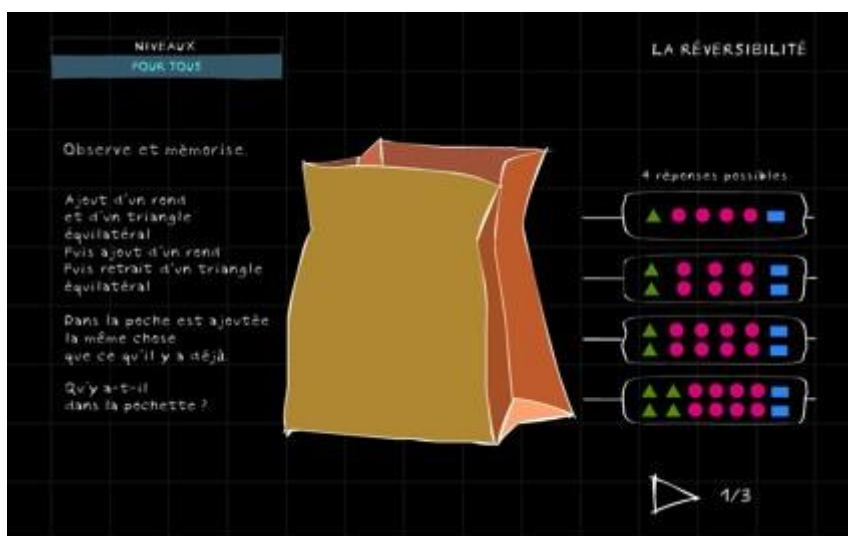 NIVEAUX
POUR TOUS
LA RÉVERSIBILITÉ
Observe et mémorise.
Ajout d'un rond
et d'un triangle
équilatéral
Puis ajout d'un rond
Puis retrait d'un triangle
équilatéral
Dans la poche est ajoutée
la même chose
que ce qu'il y a déjà.
Qu'y a-t-il
dans la pochette ?
4 réponses possibles
1/3